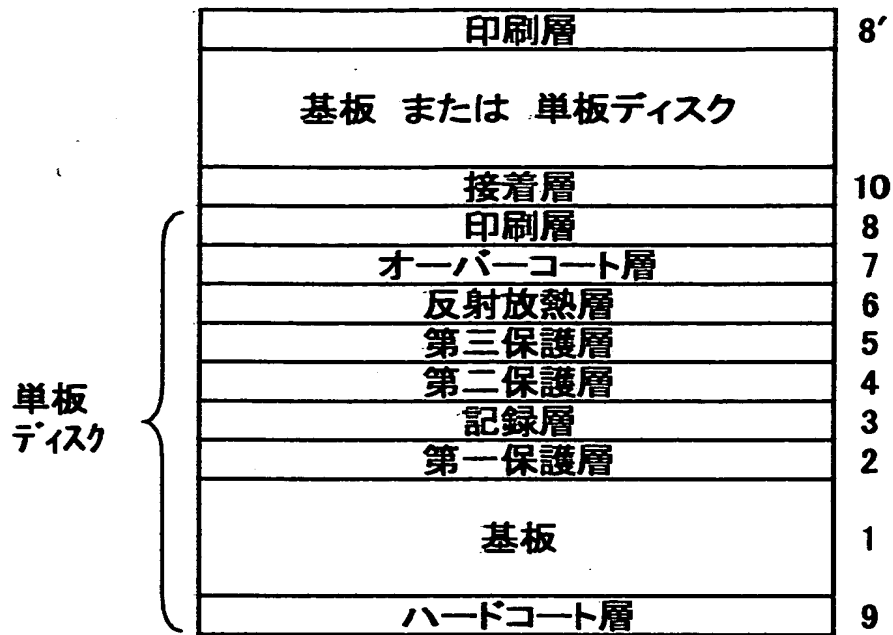 印刷層 8′
基板 または 単板ディスク
接着層 10
印刷層 8
オーバーコート層 7
反射放熱層 6
第三保護層 5
第二保護層 4
記録層 3
第一保護層 2
基板 1
ハードコート層 9
単板
ディスク